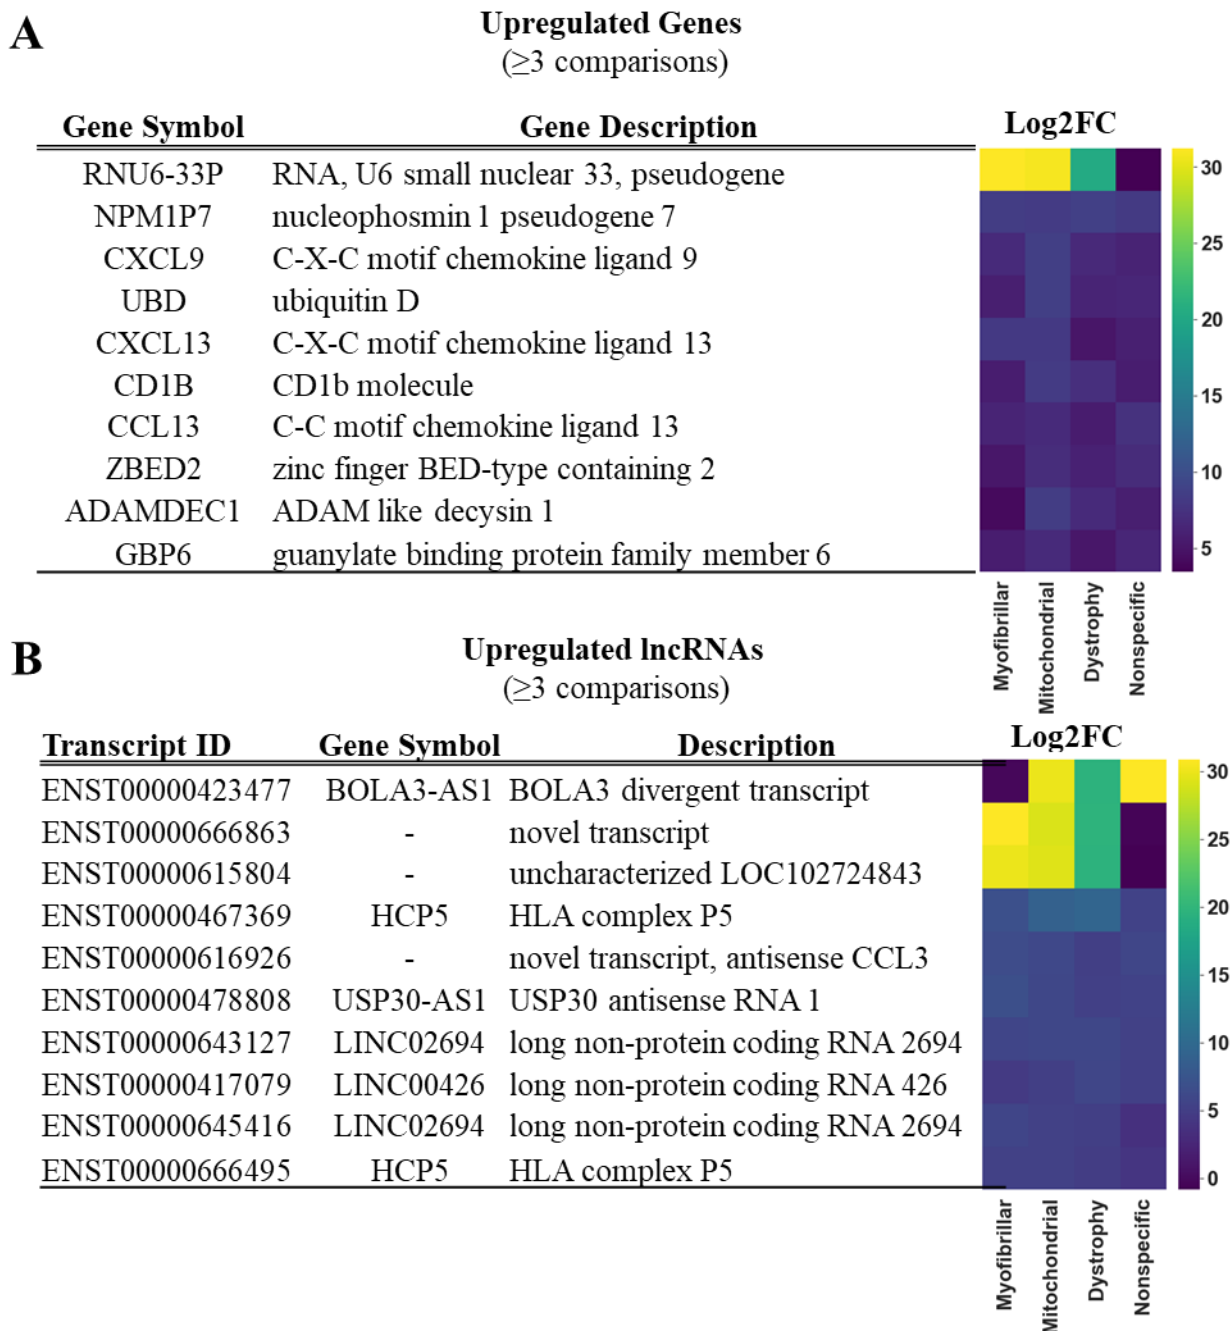 A
Upregulated Genes
(≥3 comparisons)
Gene Symbol Gene Description Log2FC
RNU6-33P RNA, U6 small nuclear 33, pseudogene
NPM1P7 nucleophosmin 1 pseudogene 7
CXCL9 C-X-C motif chemokine ligand 9
UBD ubiquitin D
CXCL13 C-X-C motif chemokine ligand 13
CD1B CD1b molecule
CCL13 C-C motif chemokine ligand 13
ZBED2 zinc finger BED-type containing 2
ADAMDEC1 ADAM like decysin 1
GBP6 guanylate binding protein family member 6
30
25
20
15
10
5
Myofibrillar Mitochondrial Dystrophy Nonspecific
B
Upregulated lncRNAs
(≥3 comparisons)
Transcript ID Gene Symbol Description Log2FC
ENST00000423477 BOLA3-AS1 BOLA3 divergent transcript
ENST00000666863 - novel transcript
ENST00000615804 - uncharacterized LOC102724843
ENST00000467369 HCP5 HLA complex P5
ENST00000616926 - novel transcript, antisense CCL3
ENST00000478808 USP30-AS1 USP30 antisense RNA 1
ENST00000643127 LINC02694 long non-protein coding RNA 2694
ENST00000417079 LINC00426 long non-protein coding RNA 426
ENST00000645416 LINC02694 long non-protein coding RNA 2694
ENST00000666495 HCP5 HLA complex P5
30
25
20
15
10
5
0
Myofibrillar Mitochondrial Dystrophy Nonspecific